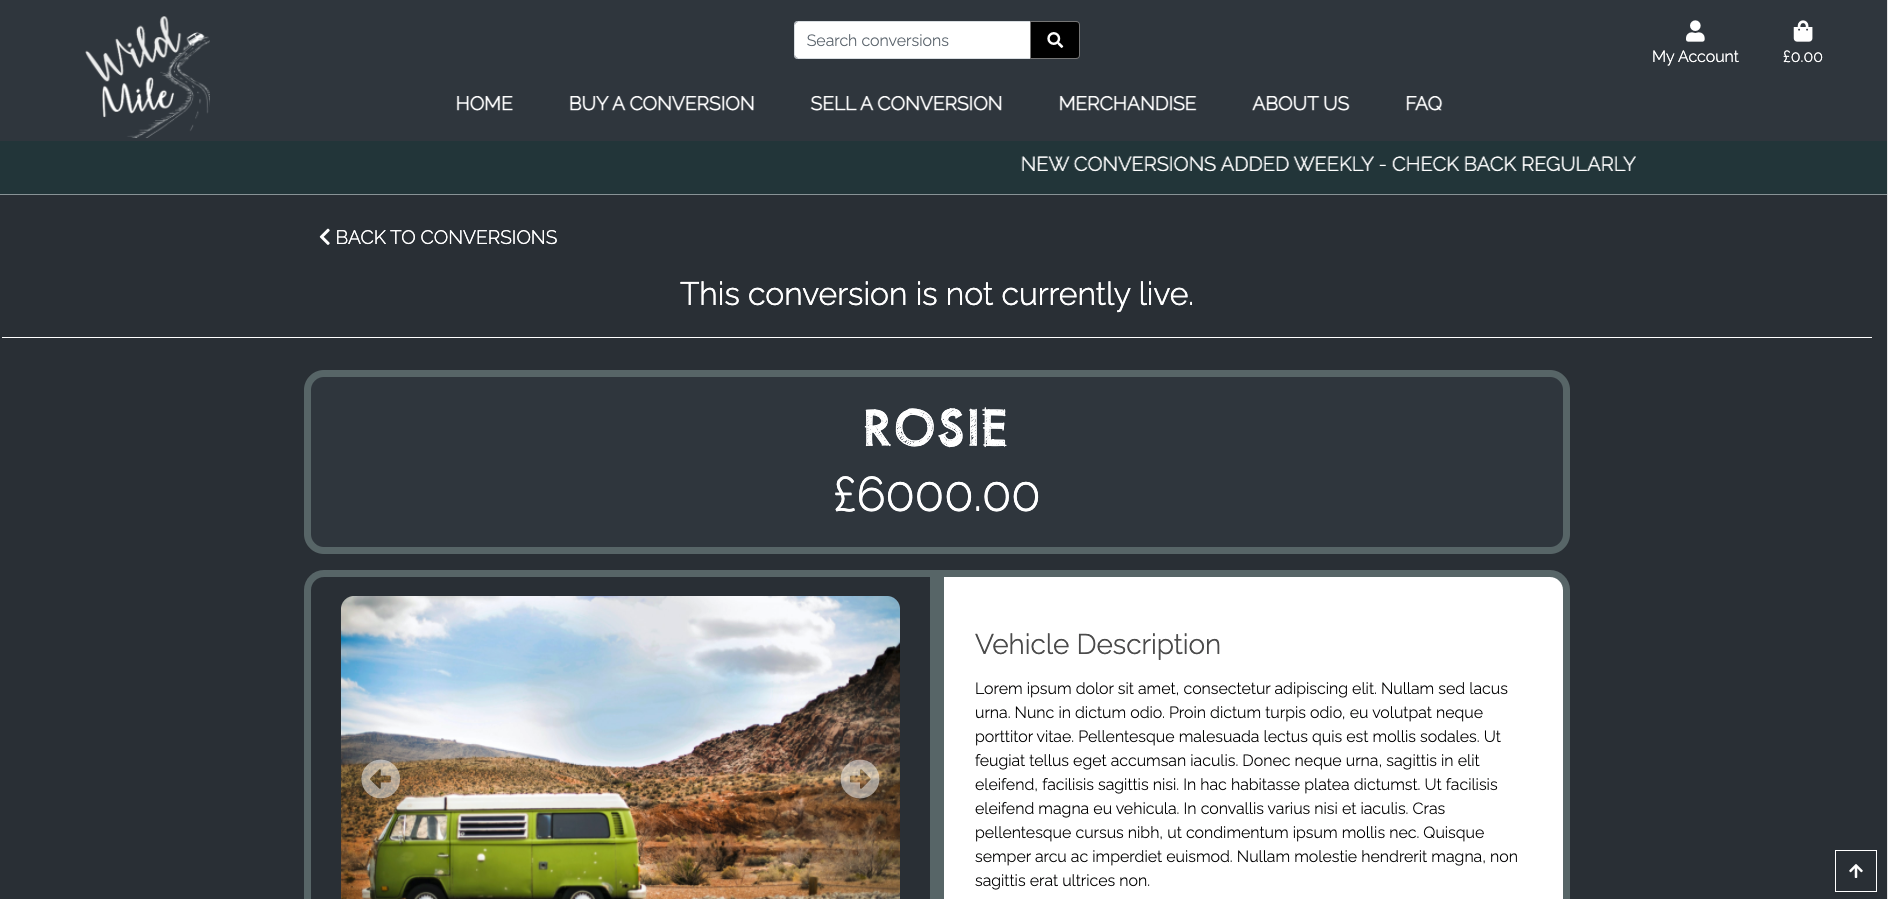 Wild
Mile
Search conversions
My Account
£0.00
HOME
BUY A CONVERSION
SELL A CONVERSION
MERCHANDISE
ABOUT US
FAQ
NEW CONVERSIONS ADDED WEEKLY - CHECK BACK REGULARLY
BACK TO CONVERSIONS
This conversion is not currently live.
ROSIE
£6000.00
Vehicle Description
Lorem ipsum dolor sit amet, consectetur adipiscing elit. Nullam sed lacus
urna. Nunc in dictum odio. Proin dictum turpis odio, eu volutpat neque
porttitor vitae. Pellentesque malesuada lectus quis est mollis sodales. Ut
feugiat tellus eget accumsan iaculis. Donec neque urna, sagittis in elit
eleifend, facilisis sagittis nisi. In hac habitasse platea dictumst. Ut facilisis
eleifend magna eu vehicula. In convallis varius nisi et iaculis. Cras
pellentesque cursus nibh, ut condimentum ipsum mollis nec. Quisque
semper arcu ac imperdiet euismod. Nullam molestie hendrerit magna, non
sagittis erat ultrices non.